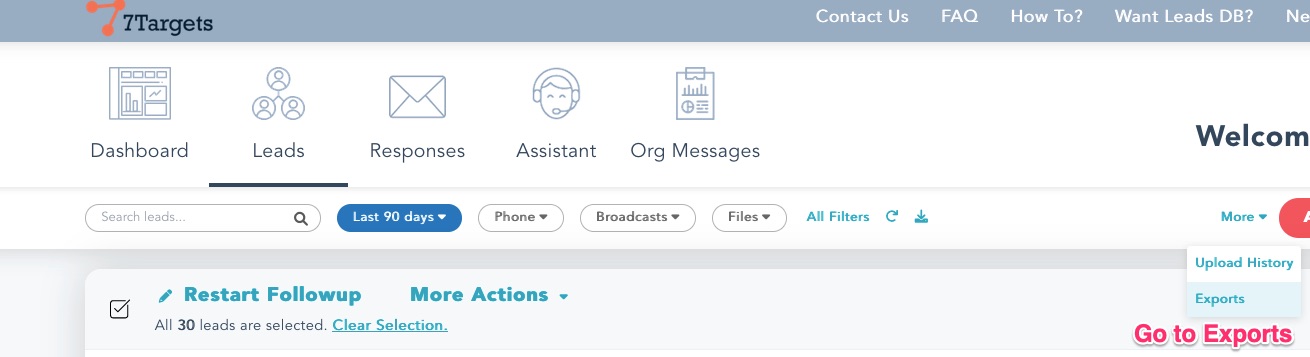 7Targets
Contact Us FAQ How To? Want Leads DB? Ne
Dashboard Leads Responses Assistant Org Messages
Welcom
Search leads... Last 90 days Phone Broadcasts Files All Filters More A
Upload History
Exports
Go to Exports
Restart Followup More Actions
All 30 leads are selected. Clear Selection.